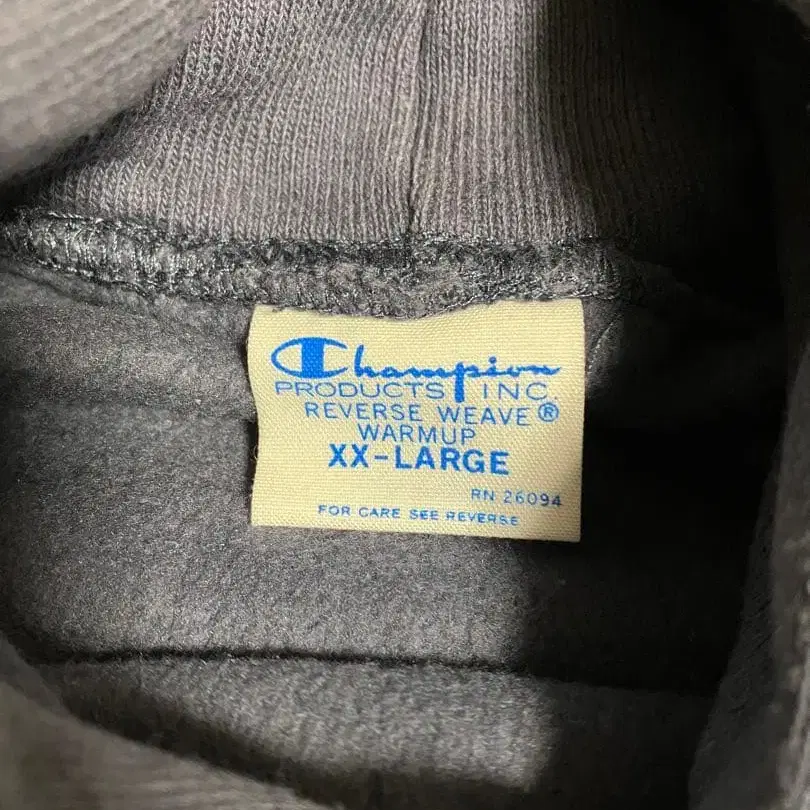 Champion
PRODUCTS INC
REVERSE WEAVE ®
WARMUP
XX-LARGE
RN 26094
FOR CARE SEE REVERSE